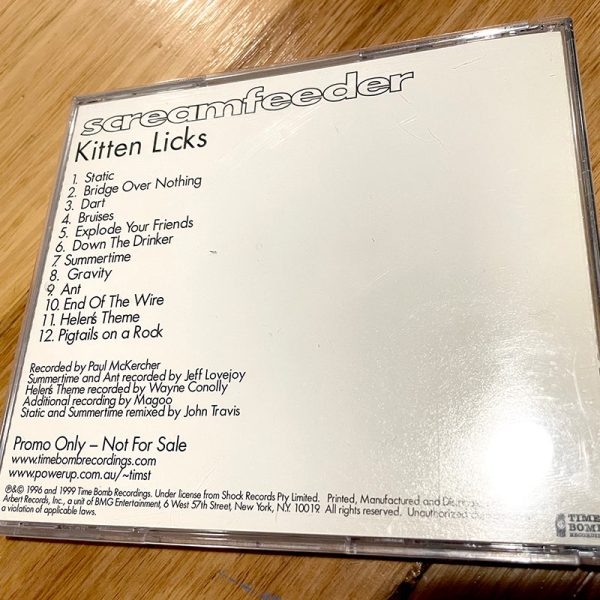 screamfeeder
Kitten Licks
1. Static
2. Bridge Over Nothing
3. Dart
4. Bruises
5. Explode Your Friends
6. Down The Drinker
7 Summertime
8. Gravity
9. Ant
10. End Of The Wire
11. Helen's Theme
12. Pigtails on a Rock
Recorded by Paul McKercher
Summertime and Ant recorded by Jeff Lovejoy
Helen's Theme recorded by Wayne Conolly
Additional recording by Magoo
Static and Summertime remixed by John Travis
Promo Only – Not For Sale
www.timebombrecordings.com
www.powerup.com.au/~timst
℗&© 1996 and 1999 Time Bomb Recordings. Under license from Shock Records Pty Limited. Printed, Manufactured and
Arbert Records, Inc., a unit of BMG Entertainment, 6 West 57th Street, New York, N.Y. 10019. All rights reserved. Unauthorized
a violation of applicable laws.
TIME
BOMB
RECORDINGS